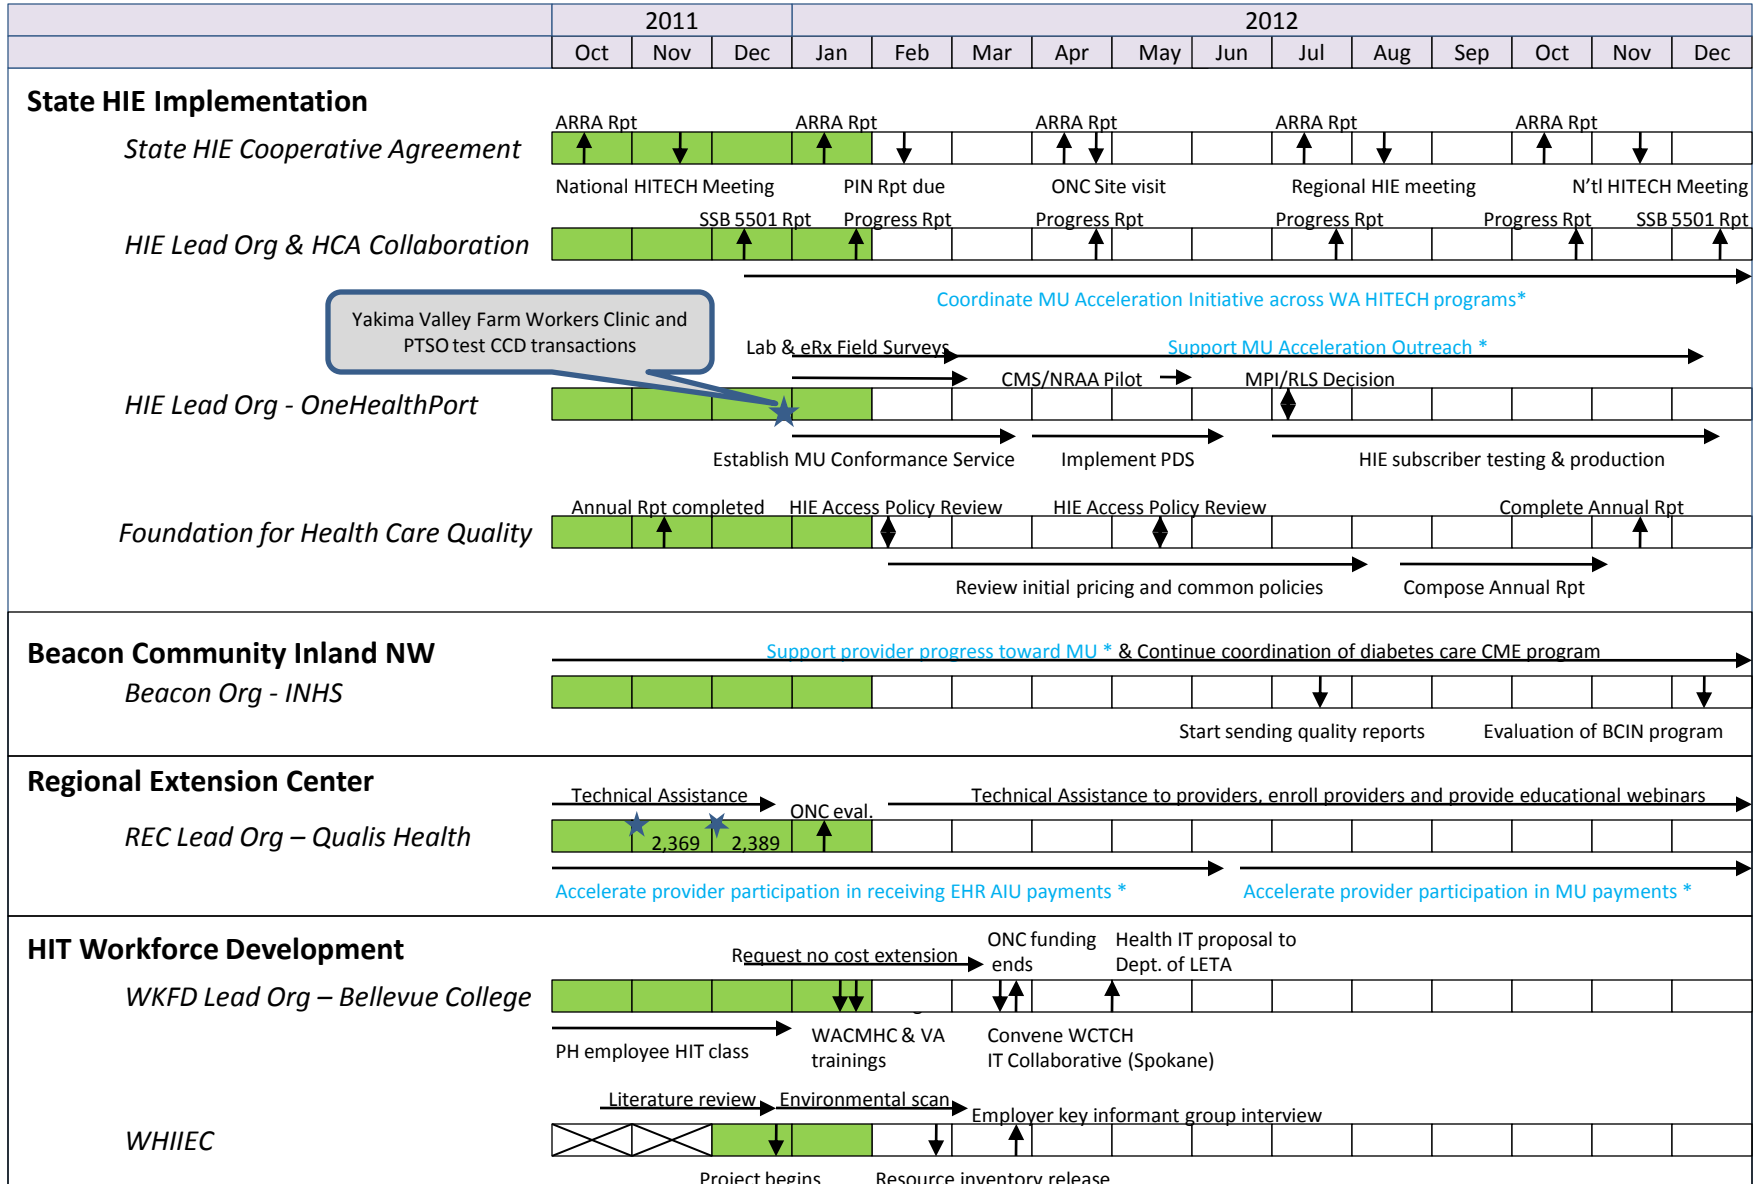 2011 2012
Oct Nov Dec Jan Feb Mar Apr May Jun Jul Aug Sep Oct Nov Dec
State HIE Implementation
ARRA Rpt ARRA Rpt ARRA Rpt ARRA Rpt ARRA Rpt
State HIE Cooperative Agreement
National HITECH Meeting PIN Rpt due ONC Site visit Regional HIE meeting N'tl HITECH Meeting
SSB 5501 Rpt Progress Rpt Progress Rpt Progress Rpt Progress Rpt SSB 5501 Rpt
HIE Lead Org & HCA Collaboration
Coordinate MU Acceleration Initiative across WA HITECH programs*
Yakima Valley Farm Workers Clinic and
PTSO test CCD transactions
Lab & eRx Field Surveys Support MU Acceleration Outreach *
CMS/NRAA Pilot MPI/RLS Decision
HIE Lead Org - OneHealthPort
Establish MU Conformance Service Implement PDS HIE subscriber testing & production
Annual Rpt completed HIE Access Policy Review HIE Access Policy Review Complete Annual Rpt
Foundation for Health Care Quality
Review initial pricing and common policies Compose Annual Rpt
Beacon Community Inland NW
Support provider progress toward MU * & Continue coordination of diabetes care CME program
Beacon Org - INHS
Start sending quality reports Evaluation of BCIN program
Regional Extension Center
Technical Assistance Technical Assistance to providers, enroll providers and provide educational webinars
ONC eval.
REC Lead Org – Qualis Health
2,369 2,389
Accelerate provider participation in receiving EHR AIU payments * Accelerate provider participation in MU payments *
HIT Workforce Development
Request no cost extension
ONC funding
ends
Health IT proposal to
Dept. of LETA
WKFD Lead Org – Bellevue College
PH employee HIT class
WACMHC & VA
trainings
Convene WCTCH
IT Collaborative (Spokane)
Literature review Environmental scan
Employer key informant group interview
WHIIEC
Project begins Resource inventory release